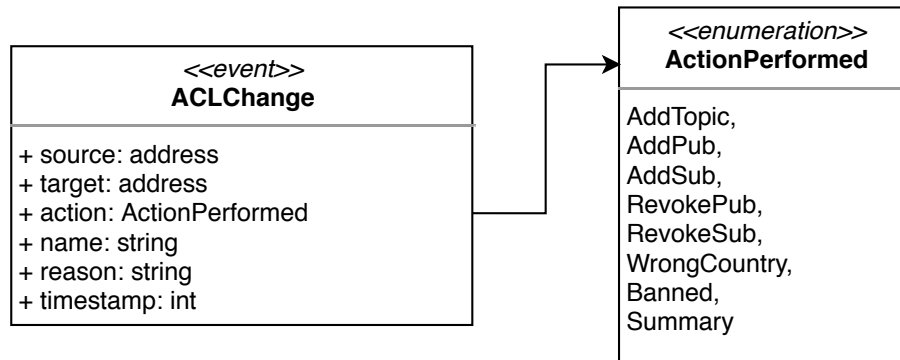 <<event>>
ACLChange
+ source: address
+ target: address
+ action: ActionPerformed
+ name: string
+ reason: string
+ timestamp: int
<<enumeration>>
ActionPerformed
AddTopic,
AddPub,
AddSub,
RevokePub,
RevokeSub,
WrongCountry,
Banned,
Summary